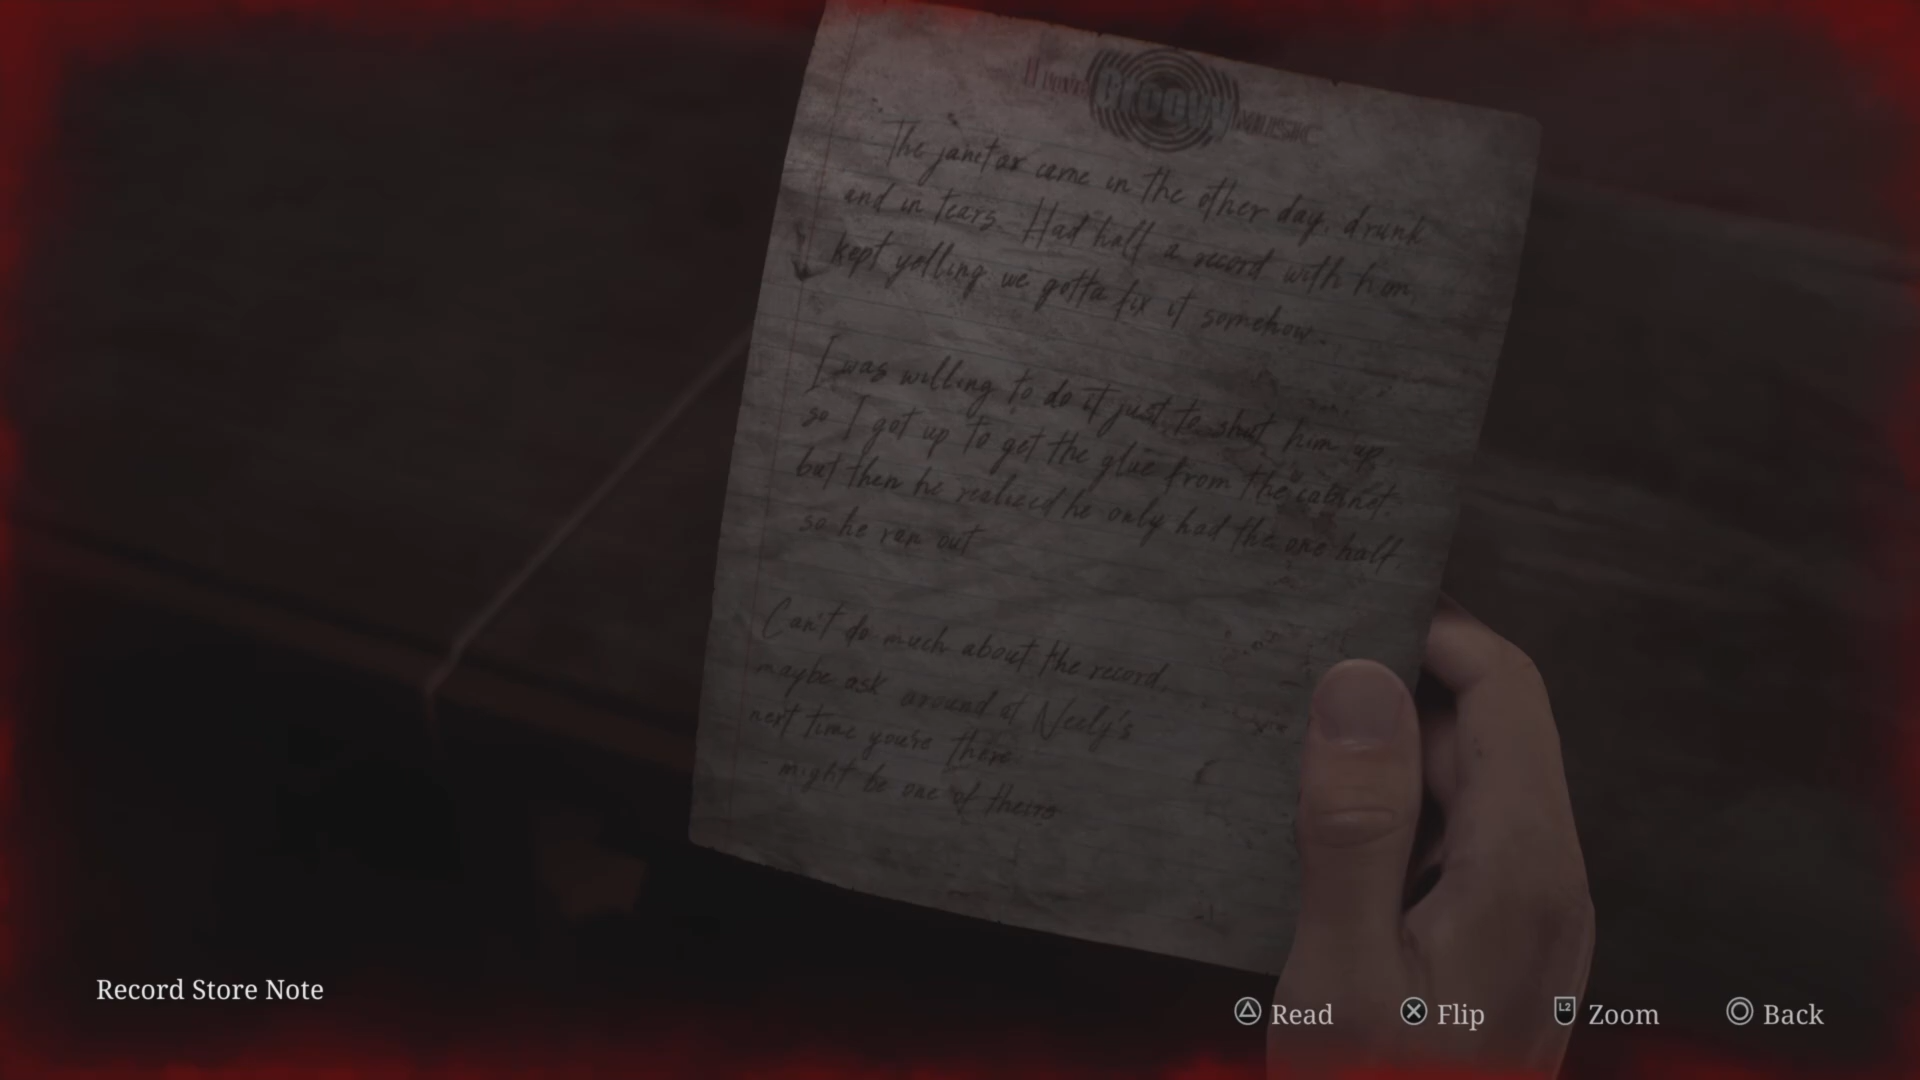 GROOVY MUSIC
The janitor came in the other day, drunk
and in tears. Had half a record with him,
kept yelling we gotta fix it somehow.
I was willing to do it just to shut him up,
so I got up to get the glue from the cabinet.
but then he realized he only had the one half,
so he ran out
Can't do much about the record,
maybe ask around at Neely's
next time you're there
might be one of theirs
Record Store Note
Read Flip L2 Zoom Back